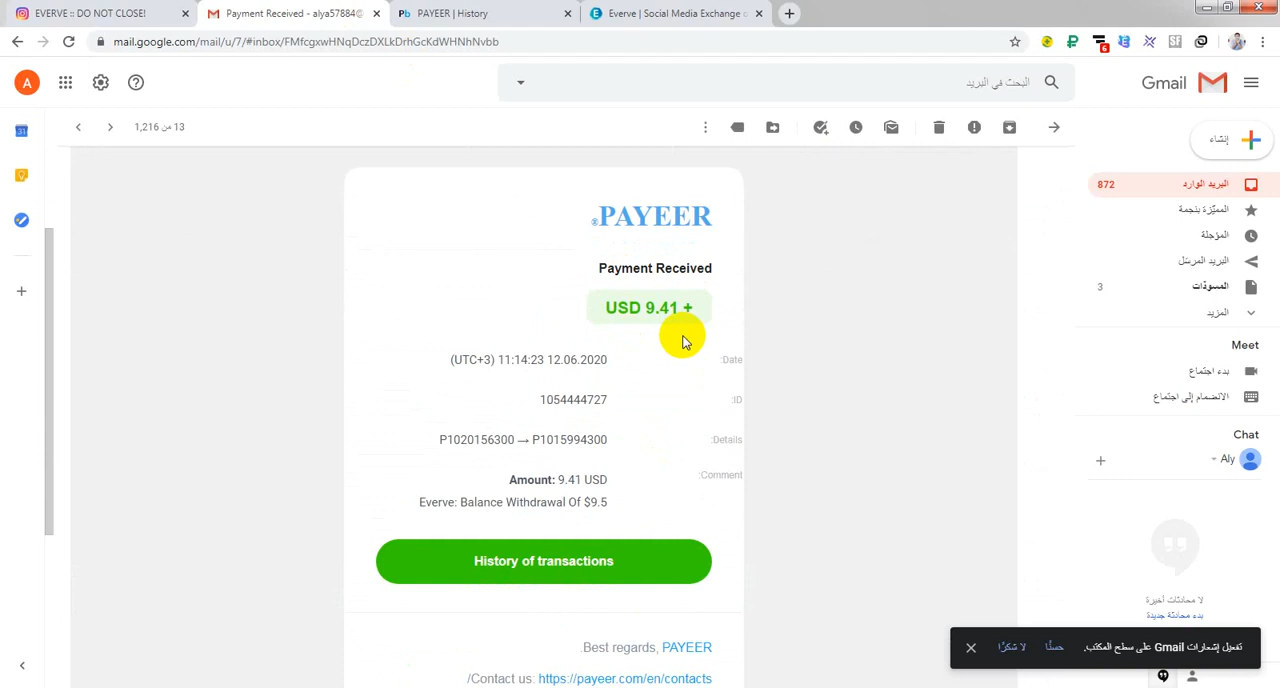 EVERVE :: DO NOT CLOSE!
Payment Received - alya57884@
PAYEER | History
Everve | Social Media Exchange o
mail.google.com/mail/u/7/#inbox/FMfcgxwHNqDczDXLkDrhGcKdWHNhNvbb
6
A
البحث في البريد
Gmail
13 من 1,216
31
إنشاء
البريد الوارد
872
المميّزة بنجمة
المؤجلة
البريد المرسَل
المسودّات
3
المزيد
Meet
بدء اجتماع
الانضمام إلى اجتماع
Chat
Aly
لا محادثات أخيرة
بدء محادثة جديدة
®PAYEER
Payment Received
USD 9.41 +
(UTC+3) 11:14:23 12.06.2020
:Date
1054444727
:ID
P1020156300 → P1015994300
:Details
Amount: 9.41 USD
:Comment
Everve: Balance Withdrawal Of $9.5
History of transactions
.Best regards, PAYEER
/Contact us: https://payeer.com/en/contacts
تفعيل إشعارات Gmail على سطح المكتب.
حسنًا
لا شكرًا